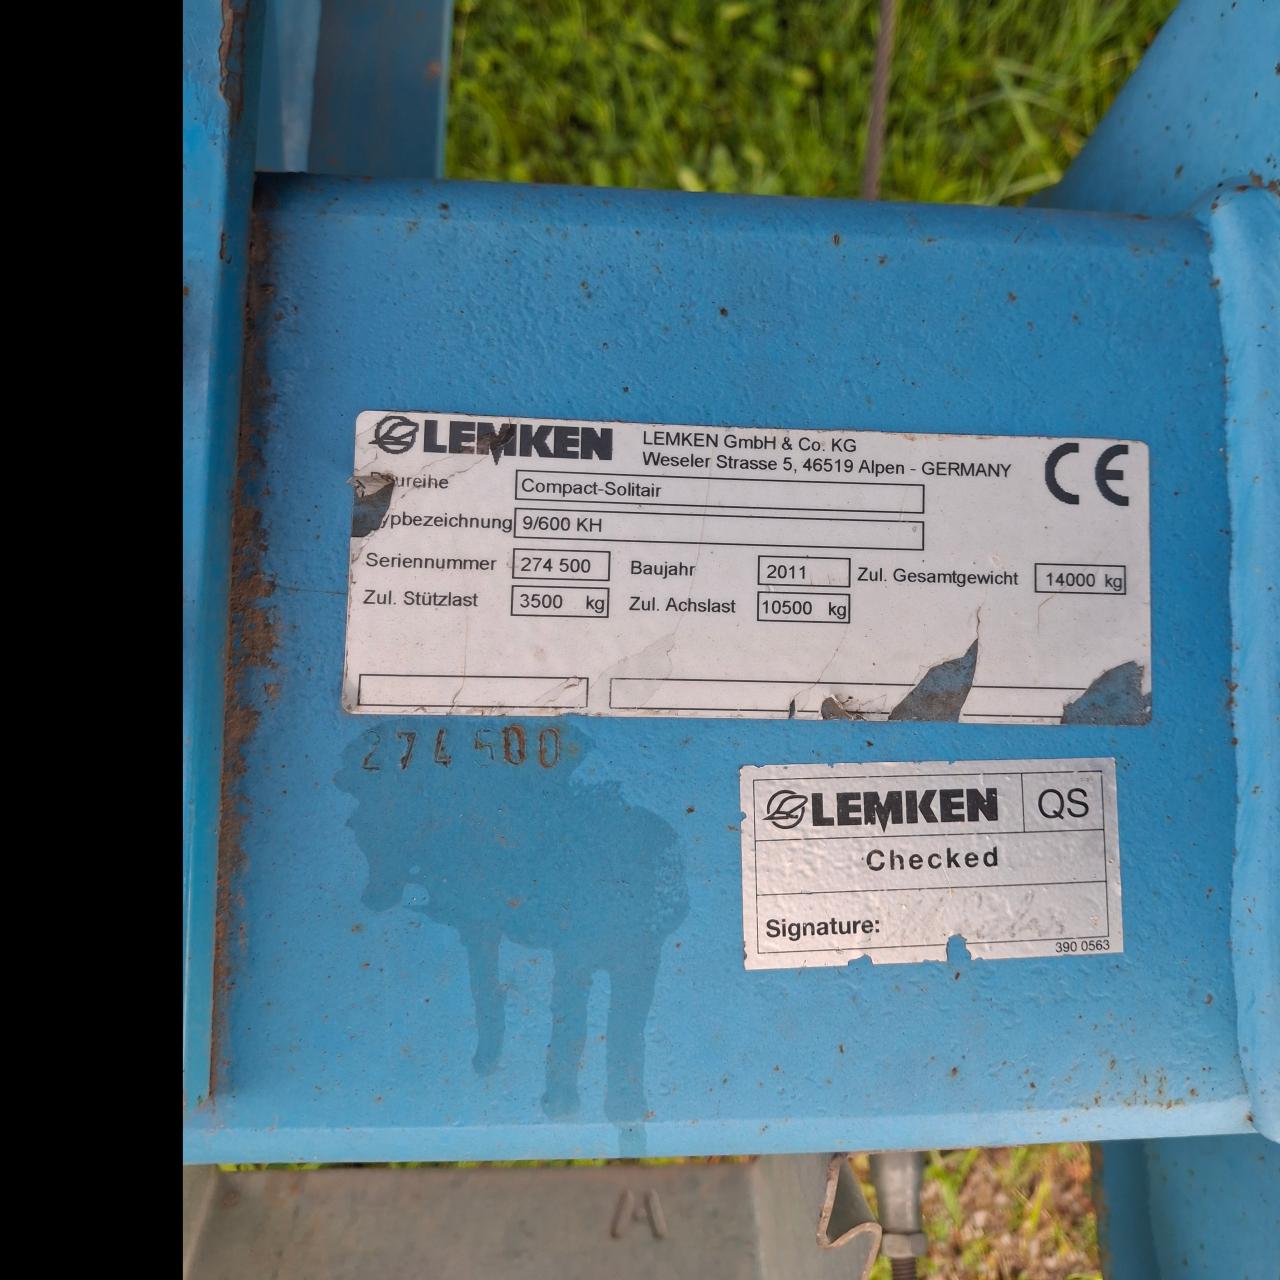 LEMKEN
LEMKEN GmbH & Co. KG
Weseler Strasse 5, 46519 Alpen - GERMANY
CE
Compact-Solitair
9/600 KH
Seriennummer 274 500 Baujahr 2011 Zul. Gesamtgewicht 14000 kg
Zul. Stützlast 3500 kg Zul. Achslast 10500 kg
274 500
LEMKEN QS
Checked
Signature:
390 0563